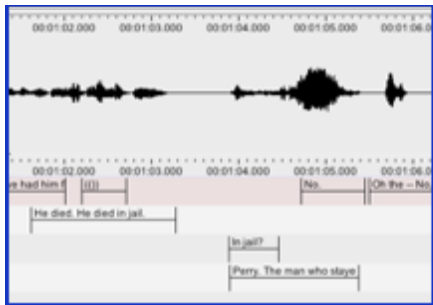 00:01:02.000 00:01:03.000 00:01:04.000 00:01:05.000 00:01:06.0
00:01:02.000 00:01:03.000 00:01:04.000 00:01:05.000 00:01:06.0
e had him f (()) No. Oh the -- No,
He died. He died in jail.
In jail?
Perry. The man who staye